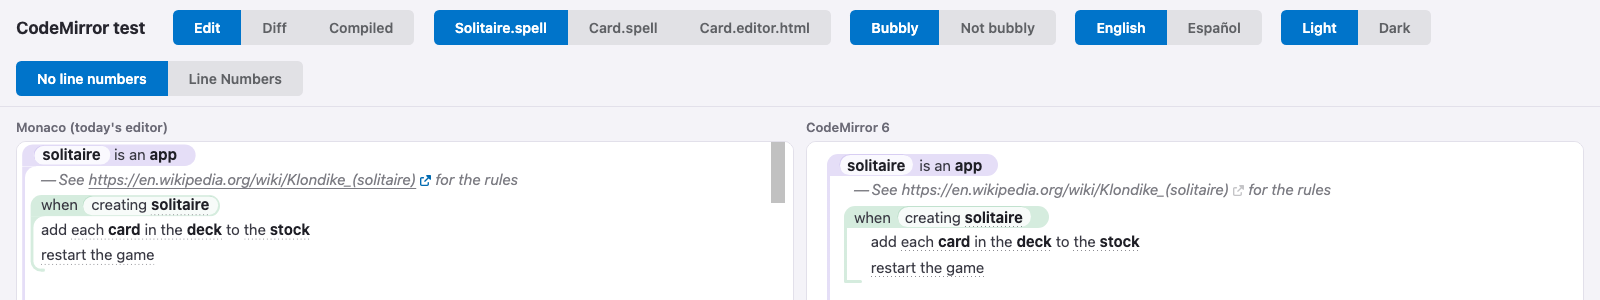 CodeMirror test Edit Diff Compiled Solitaire.spell Card.spell Card.editor.html Bubbly Not bubbly English Español Light Dark
No line numbers Line Numbers
Monaco (today's editor)
solitaire is an app
— See https://en.wikipedia.org/wiki/Klondike_(solitaire) for the rules
when creating solitaire
add each card in the deck to the stock
restart the game
CodeMirror 6
solitaire is an app
— See https://en.wikipedia.org/wiki/Klondike_(solitaire) for the rules
when creating solitaire
add each card in the deck to the stock
restart the game